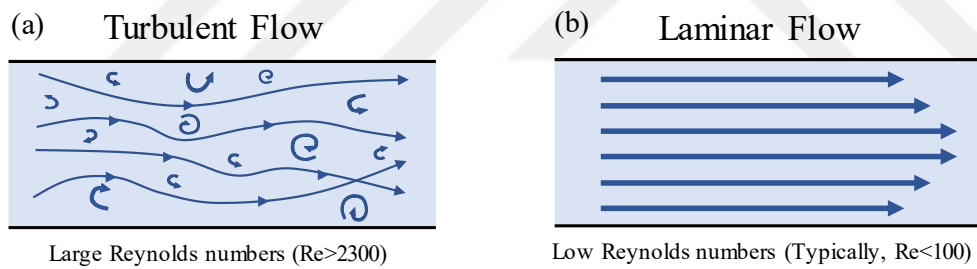 (a) Turbulent Flow
Large Reynolds numbers (Re>2300)
(b) Laminar Flow
Low Reynolds numbers (Typically, Re<100)